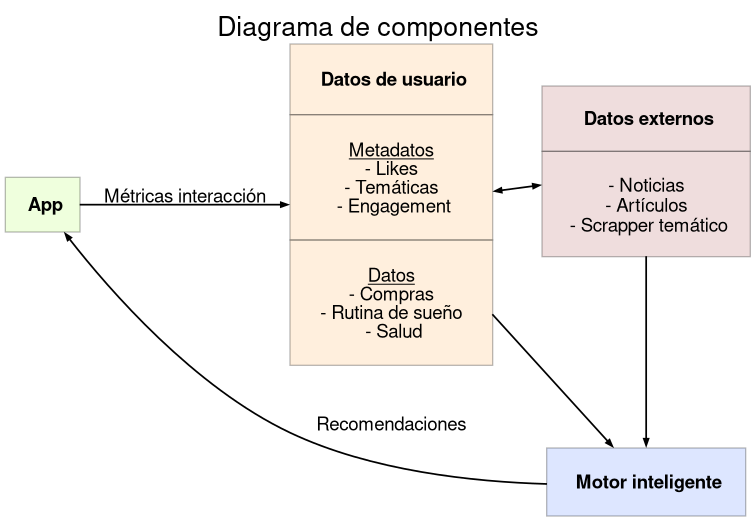 Diagrama de componentes
Datos de usuario
Metadatos
- Likes
- Temáticas
- Engagement
Datos
- Compras
- Rutina de sueño
- Salud
Datos externos
- Noticias
- Artículos
- Scrapper temático
App
Métricas interacción
Recomendaciones
Motor inteligente